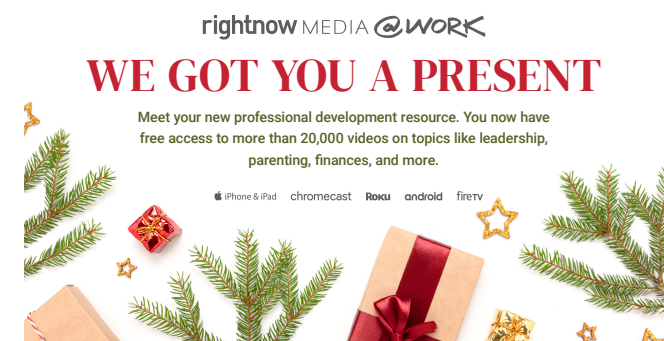 rightnow MEDIA @WORK
WE GOT YOU A PRESENT
Meet your new professional development resource. You now have
free access to more than 20,000 videos on topics like leadership,
parenting, finances, and more.
iPhone & iPad chromecast Roku android fireTV